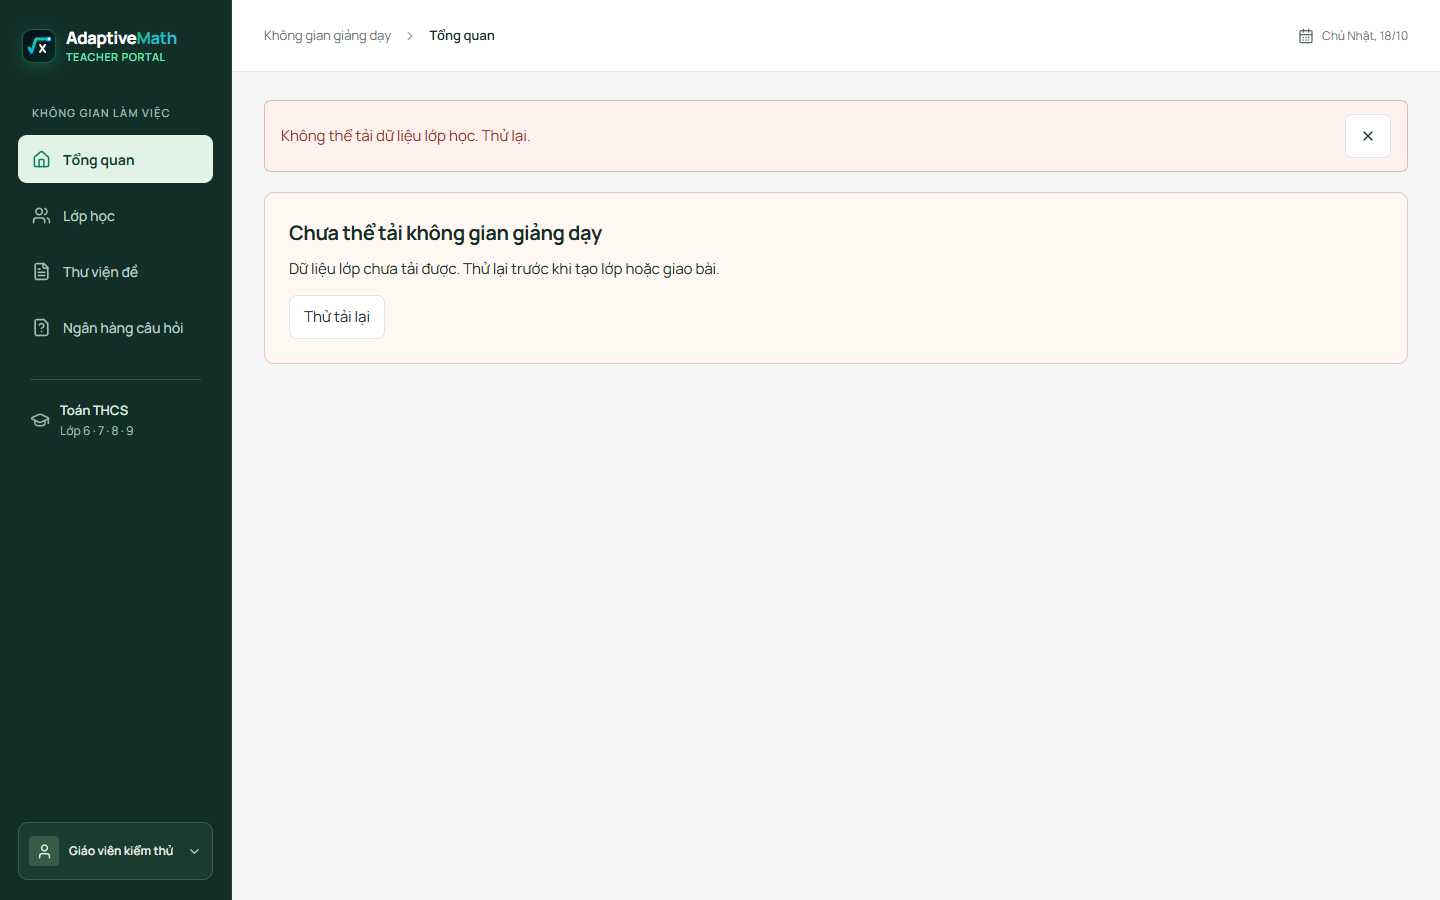 AdaptiveMath
TEACHER PORTAL
KHÔNG GIAN LÀM VIỆC
Tổng quan
Lớp học
Thư viện đề
Ngân hàng câu hỏi
Toán THCS
Lớp 6 · 7 · 8 · 9
Giáo viên kiểm thử
Không gian giảng dạy > Tổng quan
Chủ Nhật, 18/10
Không thể tải dữ liệu lớp học. Thử lại.
Chưa thể tải không gian giảng dạy
Dữ liệu lớp chưa tải được. Thử lại trước khi tạo lớp hoặc giao bài.
Thử tải lại